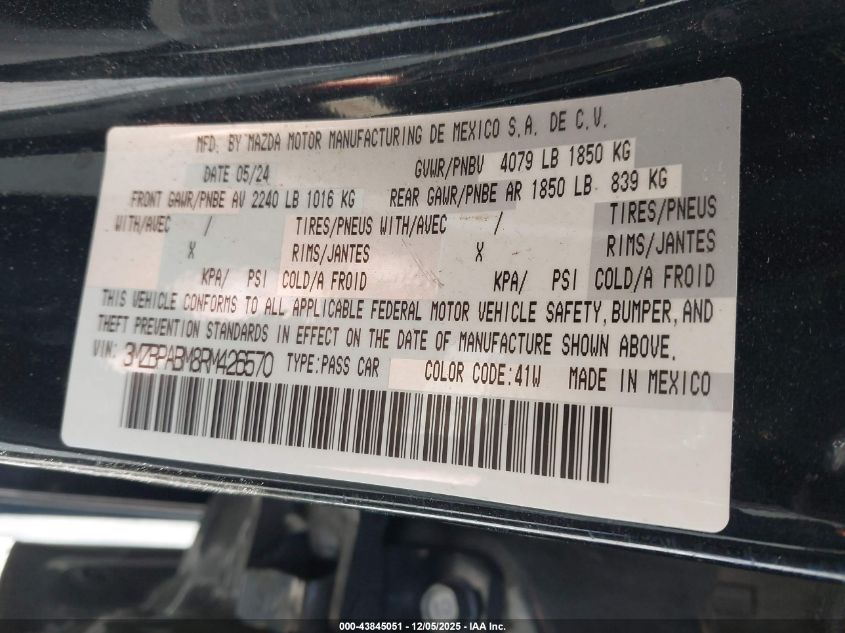 MFD. BY MAZDA MOTOR MANUFACTURING DE MEXICO S.A. DE C.V.
DATE 05/24 GVWR/PNBV 4079 LB 1850 KG
FRONT GAWR/PNBE AV 2240 LB 1016 KG REAR GAWR/PNBE AR 1850 LB 839 KG
WITH/AVEC / TIRES/PNEUS WITH/AVEC / TIRES/PNEUS
X RIMS/JANTES X RIMS/JANTES
KPA/ PSI COLD/A FROID KPA/ PSI COLD/A FROID
THIS VEHICLE CONFORMS TO ALL APPLICABLE FEDERAL MOTOR VEHICLE SAFETY, BUMPER, AND
THEFT PREVENTION STANDARDS IN EFFECT ON THE DATE OF MANUFACTURE SHOWN ABOVE.
VIN: 3MZBPABM8RM426570 TYPE:PASS CAR COLOR CODE:41W MADE IN MEXICO
000-43845051 - 12/05/2025 - IAA Inc.